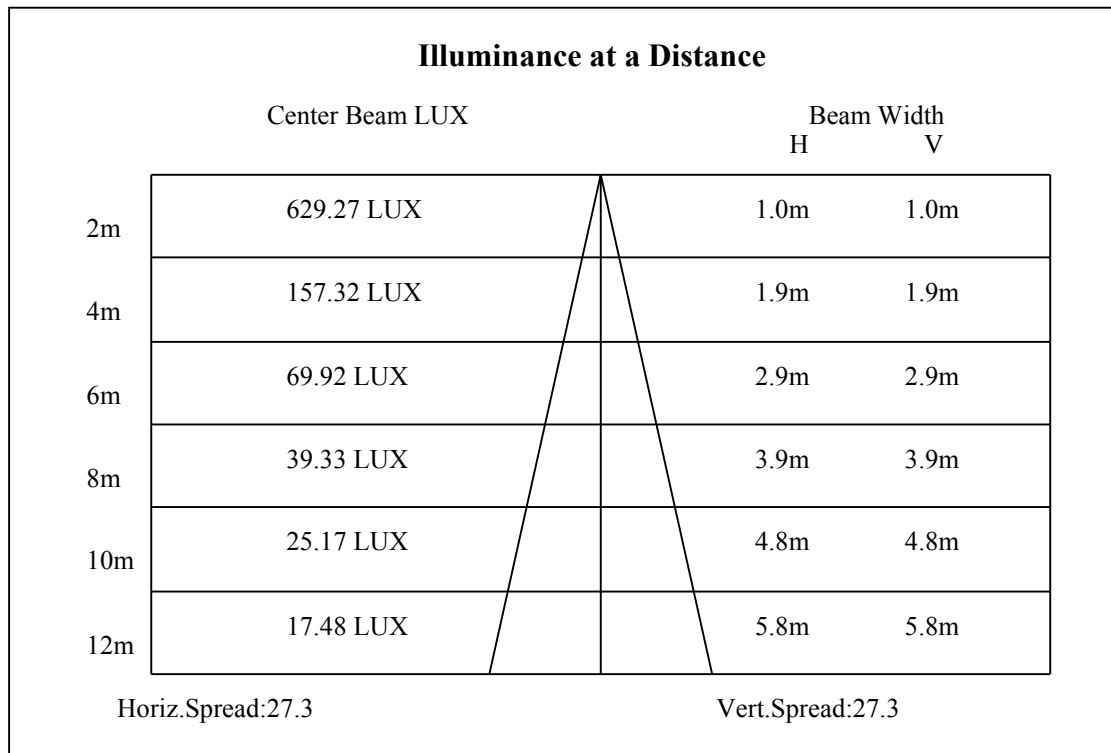 Illuminance at a Distance
Center Beam LUX Beam Width
H V
2m 629.27 LUX 1.0m 1.0m
4m 157.32 LUX 1.9m 1.9m
6m 69.92 LUX 2.9m 2.9m
8m 39.33 LUX 3.9m 3.9m
10m 25.17 LUX 4.8m 4.8m
12m 17.48 LUX 5.8m 5.8m
Horiz.Spread:27.3 Vert.Spread:27.3